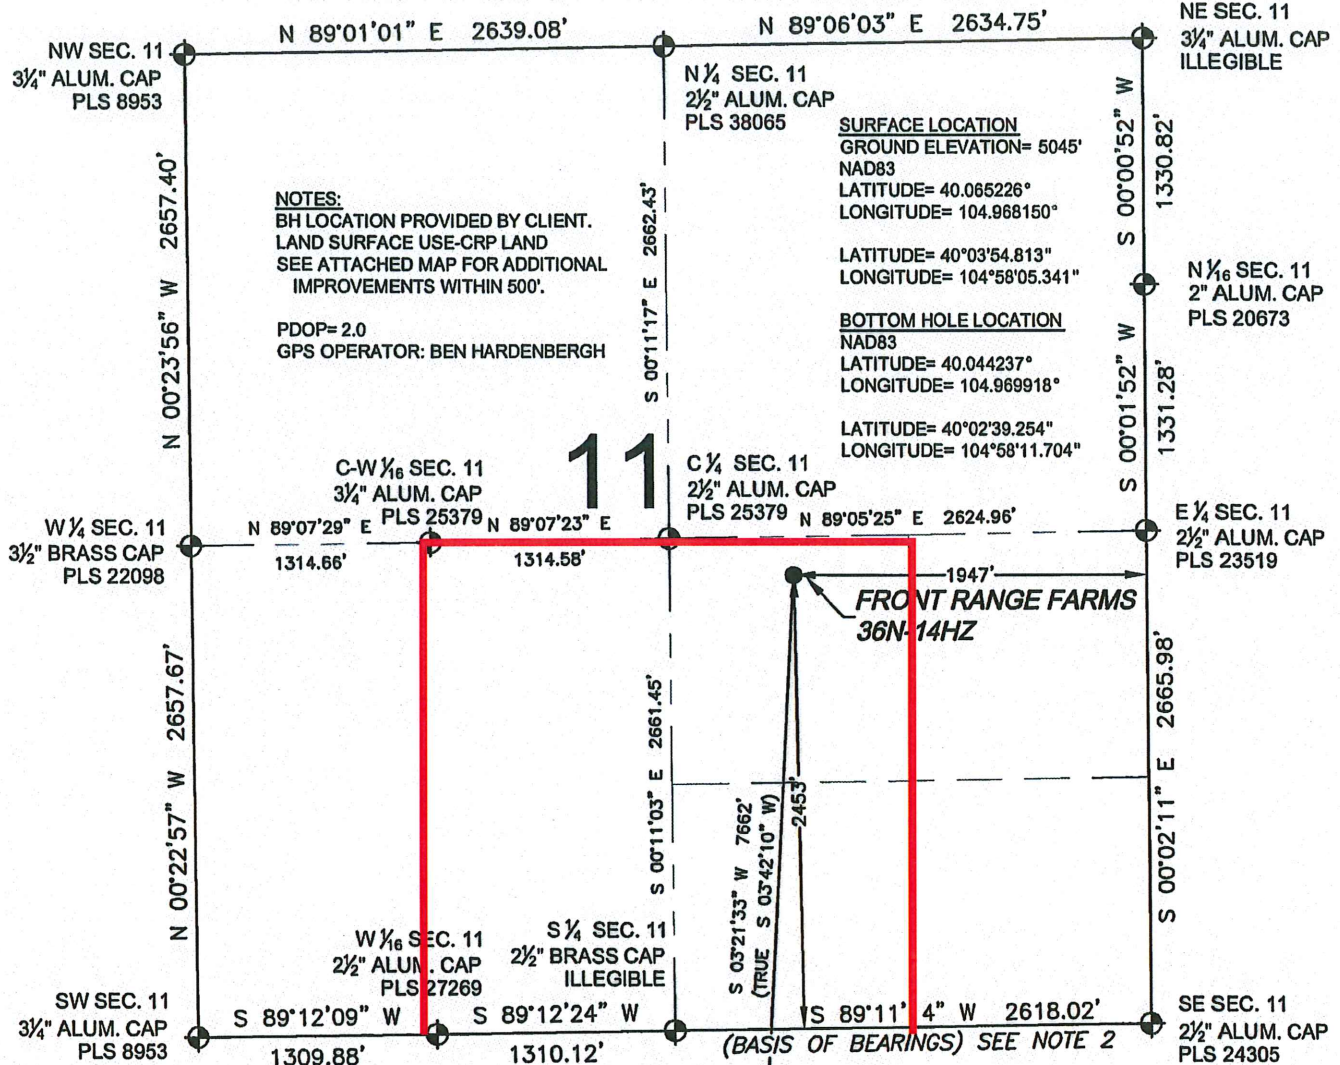 N 89°01'01" E 2639.08'
N 89°06'03" E 2634.75'
NW SEC. 11
3¼" ALUM. CAP
PLS 8953
N ¼ SEC. 11
2½" ALUM. CAP
PLS 38065
NE SEC. 11
3¼" ALUM. CAP
ILLEGIBLE
N 00°23'56" W 2657.40'
NOTES:
BH LOCATION PROVIDED BY CLIENT.
LAND SURFACE USE-CRP LAND
SEE ATTACHED MAP FOR ADDITIONAL
IMPROVEMENTS WITHIN 500'.
PDOP= 2.0
GPS OPERATOR: BEN HARDENBERGH
S 00°11'17" E 2662.43'
SURFACE LOCATION
GROUND ELEVATION= 5045'
NAD83
LATITUDE= 40.065226°
LONGITUDE= 104.968150°
LATITUDE= 40°03'54.813"
LONGITUDE= 104°58'05.341"
BOTTOM HOLE LOCATION
NAD83
LATITUDE= 40.044237°
LONGITUDE= 104.969918°
LATITUDE= 40°02'39.254"
LONGITUDE= 104°58'11.704"
S 00°00'52" W
1330.82'
N 1⁄16 SEC. 11
2" ALUM. CAP
PLS 20673
S 00°01'52" W
1331.28'
11
C-W 1⁄16 SEC. 11
3¼" ALUM. CAP
PLS 25379
C ¼ SEC. 11
2½" ALUM. CAP
PLS 25379
W ¼ SEC. 11
3½" BRASS CAP
PLS 22098
N 89°07'29" E
1314.66'
N 89°07'23" E
1314.58'
N 89°05'25" E 2624.96'
E ¼ SEC. 11
2½" ALUM. CAP
PLS 23519
1947'
FRONT RANGE FARMS
36N-14HZ
N 00°22'57" W 2657.67'
S 00°11'03" E 2661.45'
S 03°21'33" W 7662'
(TRUE S 03°42'10" W)
2453'
S 00°02'11" E 2665.98'
W 1⁄16 SEC. 11
2½" ALUM. CAP
PLS 27269
S ¼ SEC. 11
2½" BRASS CAP
ILLEGIBLE
SW SEC. 11
3¼" ALUM. CAP
PLS 8953
S 89°12'09" W
1309.88'
S 89°12'24" W
1310.12'
S 89°11' 4" W 2618.02'
(BASIS OF BEARINGS) SEE NOTE 2
SE SEC. 11
2½" ALUM. CAP
PLS 24305